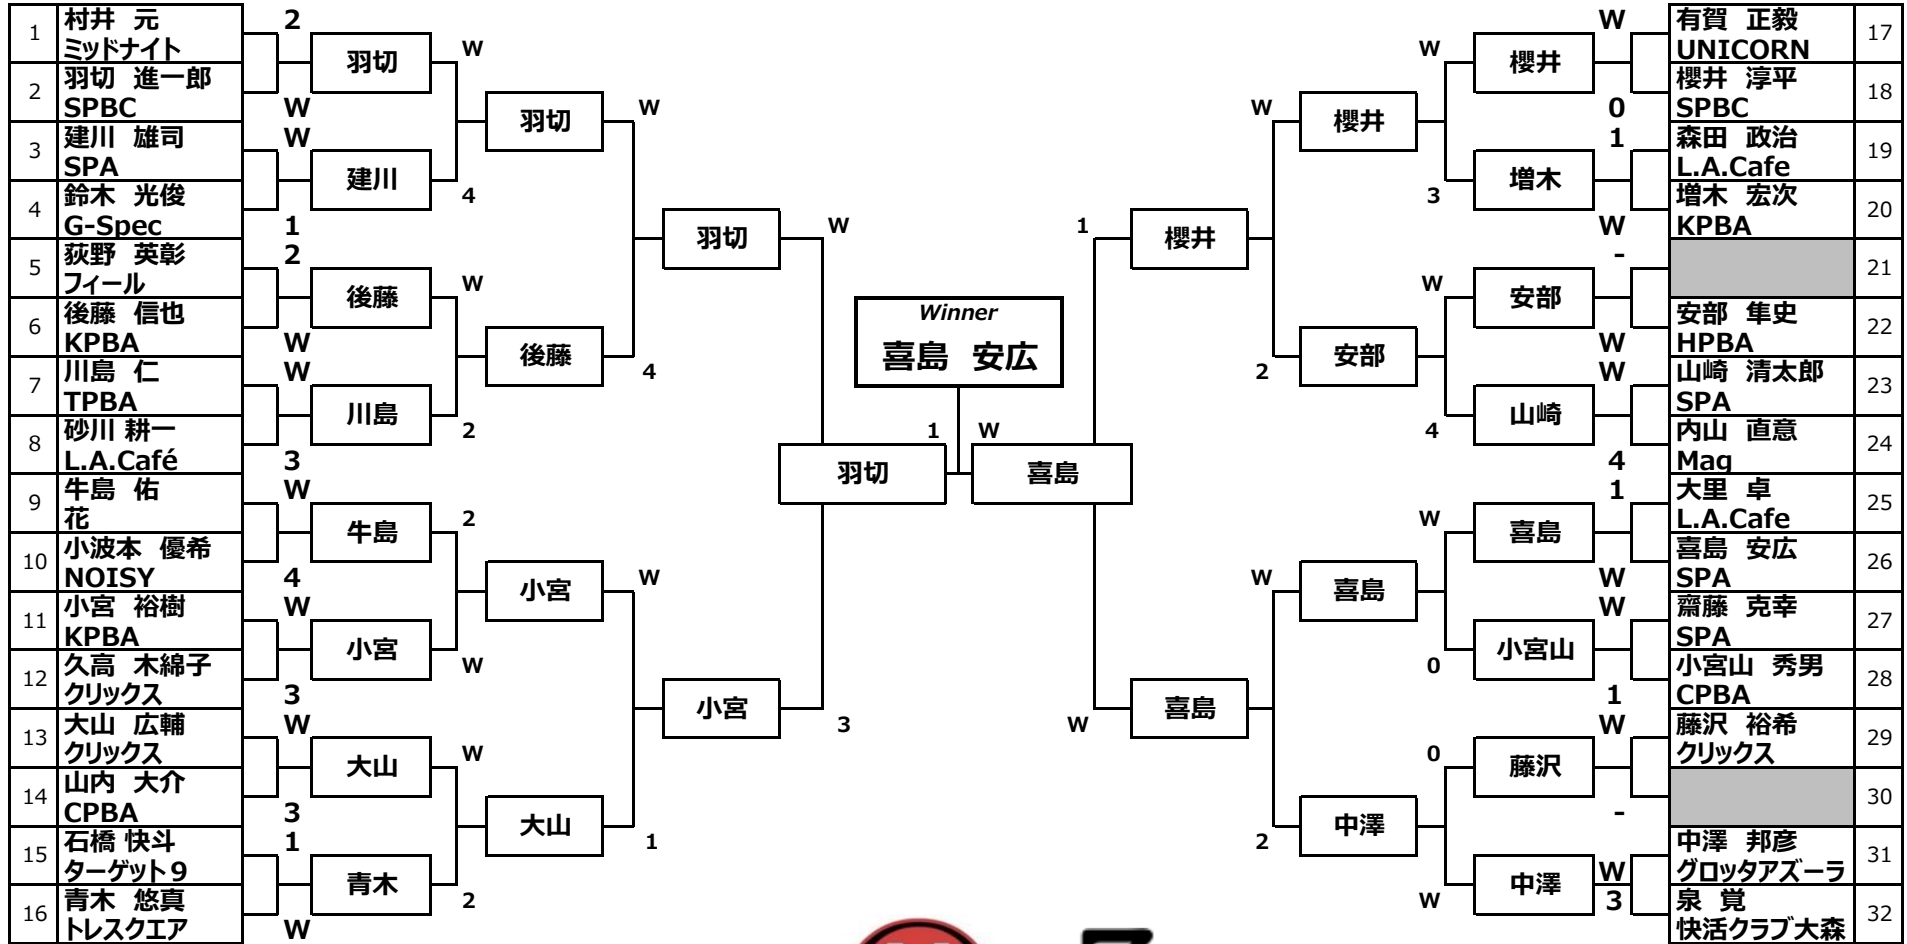 1
村井 元
ミッドナイト
2
2
羽切 進一郎
SPBC
W
3
建川 雄司
SPA
W
4
鈴木 光俊
G-Spec
1
5
荻野 英彰
フィール
2
6
後藤 信也
KPBA
W
7
川島 仁
TPBA
W
8
砂川 耕一
L.A.Café
3
9
牛島 佑
花
W
10
小波本 優希
NOISY
4
11
小宮 裕樹
KPBA
W
12
久高 木綿子
クリックス
3
13
大山 広輔
クリックス
W
14
山内 大介
CPBA
3
15
石橋 快斗
ターゲット9
1
16
青木 悠真
トレスクエア
W
羽切
W
建川
4
後藤
W
川島
2
牛島
2
小宮
W
大山
W
青木
2
羽切
W
後藤
4
小宮
W
大山
1
羽切
W
小宮
3
Winner
喜島 安広
1 W
羽切
喜島
1
櫻井
W
喜島
W
櫻井
2
安部
W
喜島
2
中澤
W
櫻井
3
増木
W
安部
4
山崎
W
喜島
0
小宮山
0
藤沢
W
中澤
W
有賀 正毅
UNICORN
17
0
櫻井 淳平
SPBC
18
1
森田 政治
L.A.Cafe
19
W
増木 宏次
KPBA
20
-
21
W
安部 隼史
HPBA
22
W
山崎 清太郎
SPA
23
4
内山 直意
Mag
24
1
大里 卓
L.A.Cafe
25
W
喜島 安広
SPA
26
W
齋藤 克幸
SPA
27
1
小宮山 秀男
CPBA
28
W
藤沢 裕希
クリックス
29
-
30
W
中澤 邦彦
グロッタアズーラ
31
3
泉 覚
快活クラブ大森
32